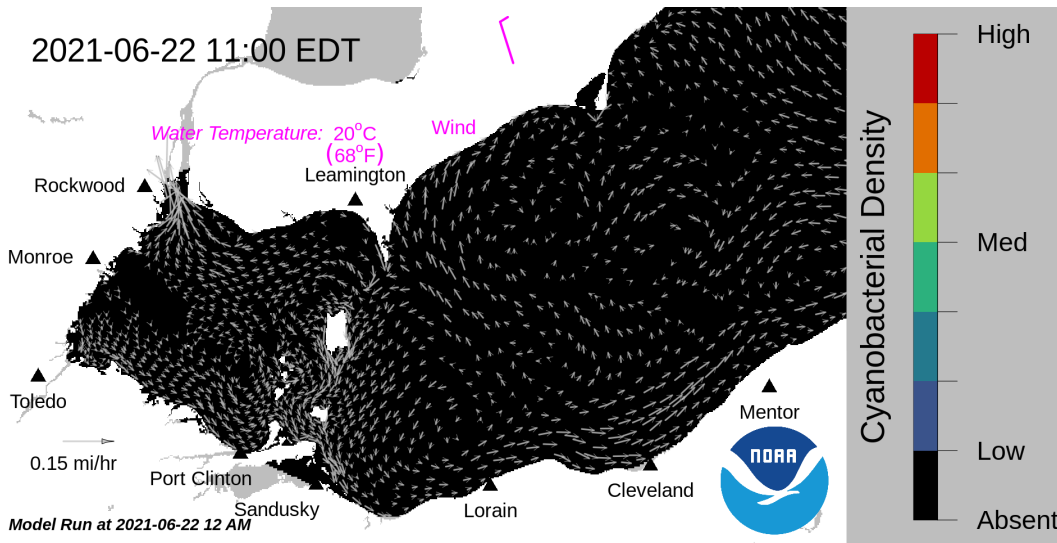 2021-06-22 11:00 EDT
Water Temperature: 20°C
(68°F)
Wind
Leamington
Rockwood
Monroe
Toledo
0.15 mi/hr
Port Clinton
Sandusky
Lorain
Cleveland
Mentor
NOAA
Model Run at 2021-06-22 12 AM
Cyanobacterial Density
High
Med
Low
Absent